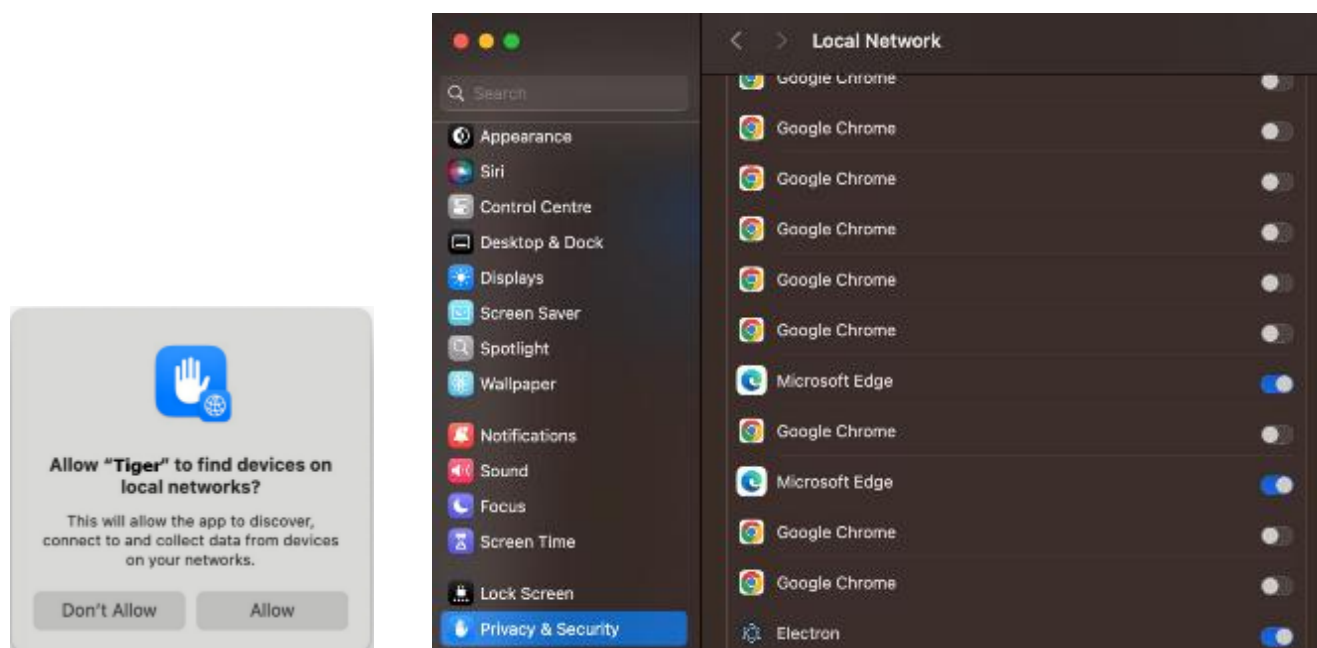 Allow "Tiger" to find devices on
local networks?
This will allow the app to discover,
connect to and collect data from devices
on your networks.
Don't Allow
Allow
Search
Appearance
Siri
Control Centre
Desktop & Dock
Displays
Screen Saver
Spotlight
Wallpaper
Notifications
Sound
Focus
Screen Time
Lock Screen
Privacy & Security
Local Network
Google Chrome
Google Chrome
Google Chrome
Google Chrome
Google Chrome
Google Chrome
Microsoft Edge
Google Chrome
Microsoft Edge
Google Chrome
Google Chrome
Electron